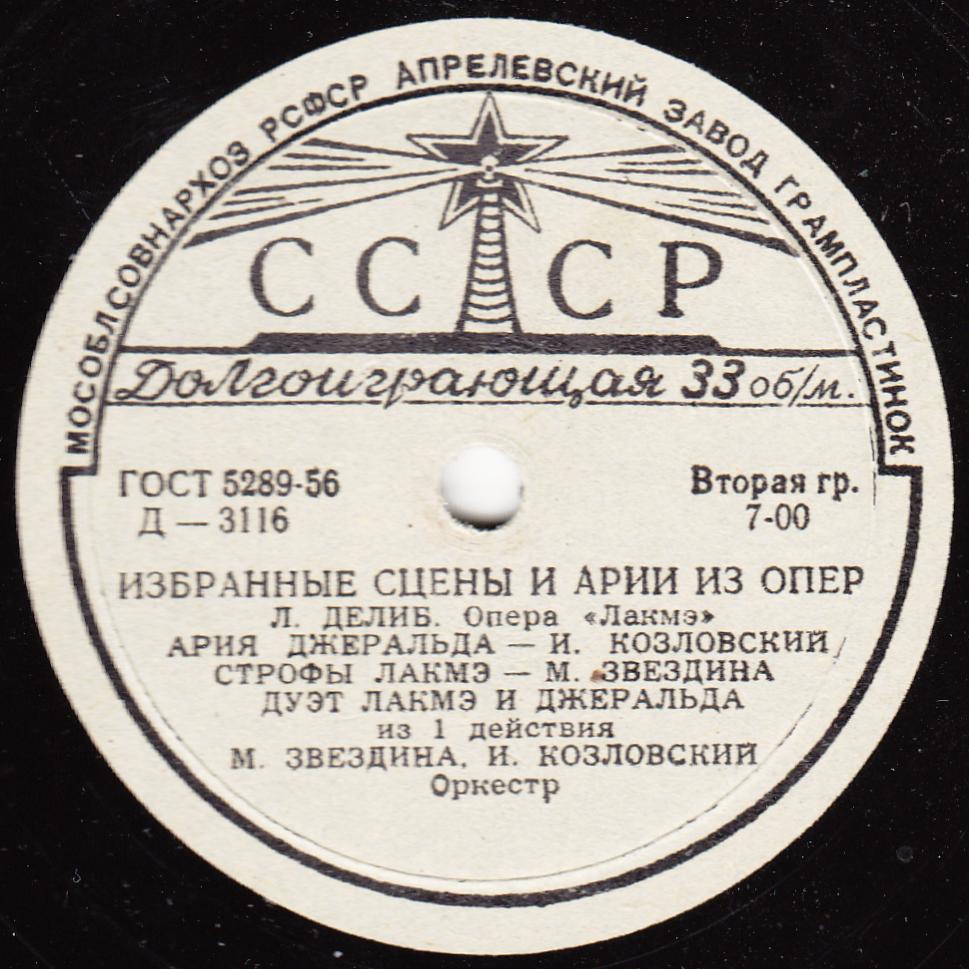 МОСОБЛСОВНАРХОЗ РСФСР АПРЕЛЕВСКИЙ ЗАВОД ГРАМПЛАСТИНОК
СССР
Долгоиграющая 33 об/м.
ГОСТ 5289-56
Д — 3116
Вторая гр.
7-00
ИЗБРАННЫЕ СЦЕНЫ И АРИИ ИЗ ОПЕР
Л. ДЕЛИБ. Опера «Лакмэ»
АРИЯ ДЖЕРАЛЬДА — И. КОЗЛОВСКИЙ
СТРОФЫ ЛАКМЭ — М. ЗВЕЗДИНА
ДУЭТ ЛАКМЭ И ДЖЕРАЛЬДА
из 1 действия
М. ЗВЕЗДИНА, И. КОЗЛОВСКИЙ
Оркестр